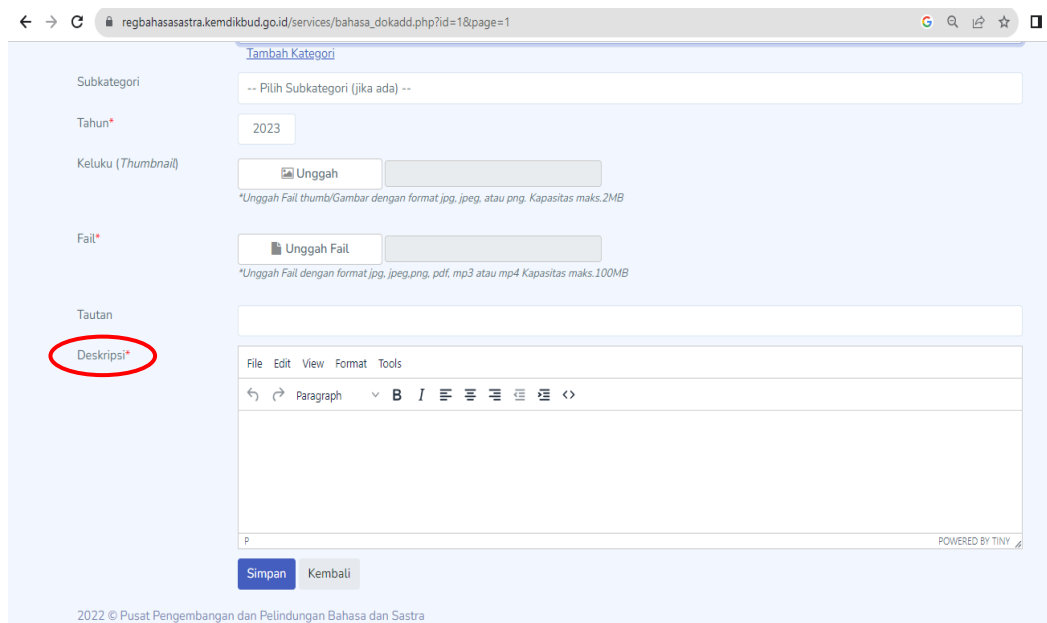 regbahasasastra.kemdikbud.go.id/services/bahasa_dokadd.php?id=1&page=1
Tambah Kategori
Subkategori
-- Pilih Subkategori (jika ada) --
Tahun*
2023
Keluku (Thumbnail)
Unggah
*Unggah Fail thumb/Gambar dengan format jpg, jpeg, atau png. Kapasitas maks.2MB
Fail*
Unggah Fail
*Unggah Fail dengan format jpg, jpeg,png, pdf, mp3 atau mp4 Kapasitas maks.100MB
Tautan
Deskripsi*
File Edit View Format Tools
Paragraph B I
P
POWERED BY TINY
Simpan Kembali
2022 © Pusat Pengembangan dan Pelindungan Bahasa dan Sastra